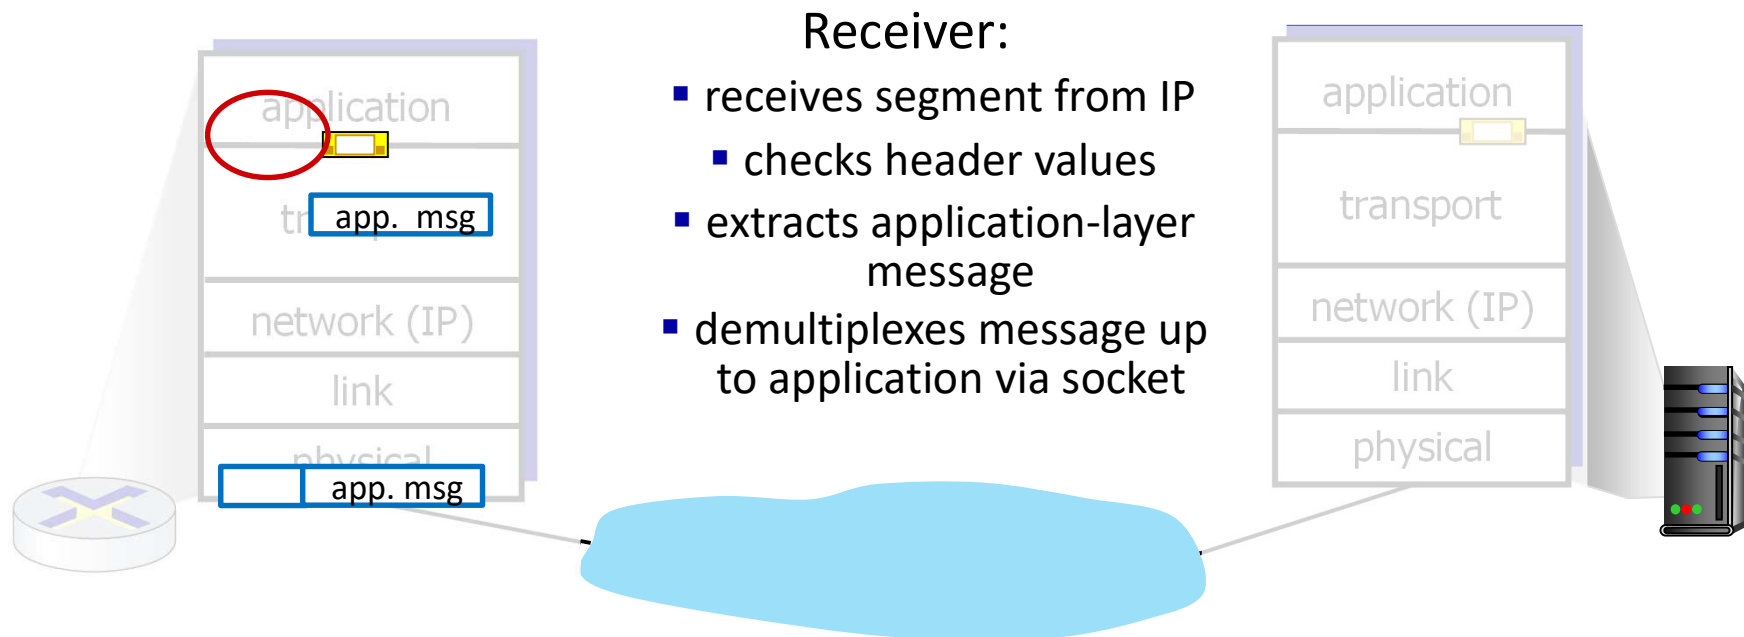 Receiver:
▪ receives segment from IP
▪ checks header values
▪ extracts application-layer
message
▪ demultiplexes message up
to application via socket
application
app. msg
network (IP)
link
physical
app. msg
application
transport
network (IP)
link
physical